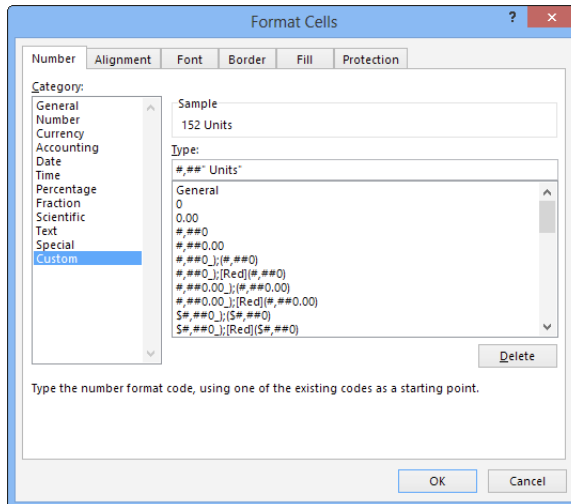 Format Cells
?
Number Alignment Font Border Fill Protection
Category:
General
Number
Currency
Accounting
Date
Time
Percentage
Fraction
Scientific
Text
Special
Custom
Sample
152 Units
Type:
#,##" Units"
General
0
0.00
#,##0
#,##0.00
#,##0_);(#,##0)
#,##0_);[Red](#,##0)
#,##0.00_);(#,##0.00)
#,##0.00_);[Red](#,##0.00)
$#,##0_);($#,##0)
$#,##0_);[Red]($#,##0)
Delete
Type the number format code, using one of the existing codes as a starting point.
OK Cancel